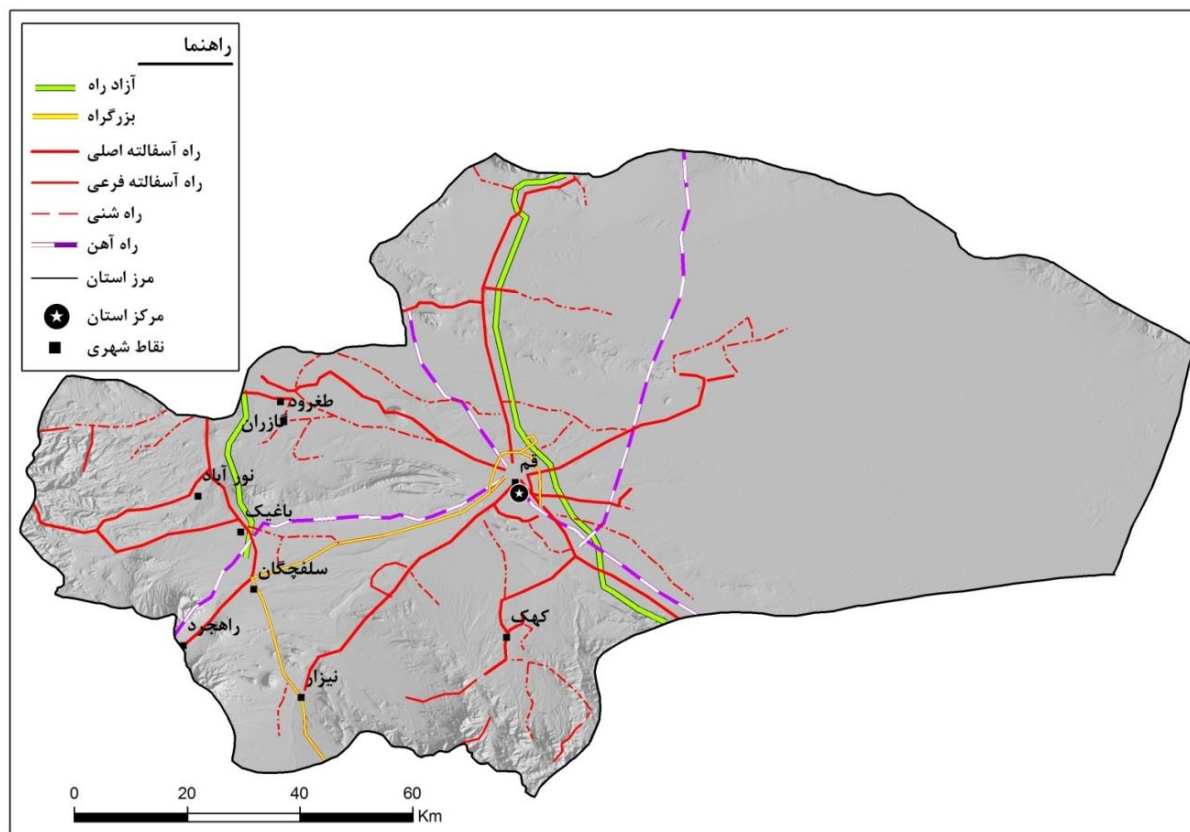 راهنما
آزاد راه
بزرگراه
راه آسفالته اصلی
راه آسفالته فرعی
راه شنی
راه آهن
مرز استان
مرکز استان
نقاط شهری
طغرود
قازران
قم
نور آباد
باغیک
سلفچگان
راهجرد
کهک
نیزار
0 20 40 60
Km